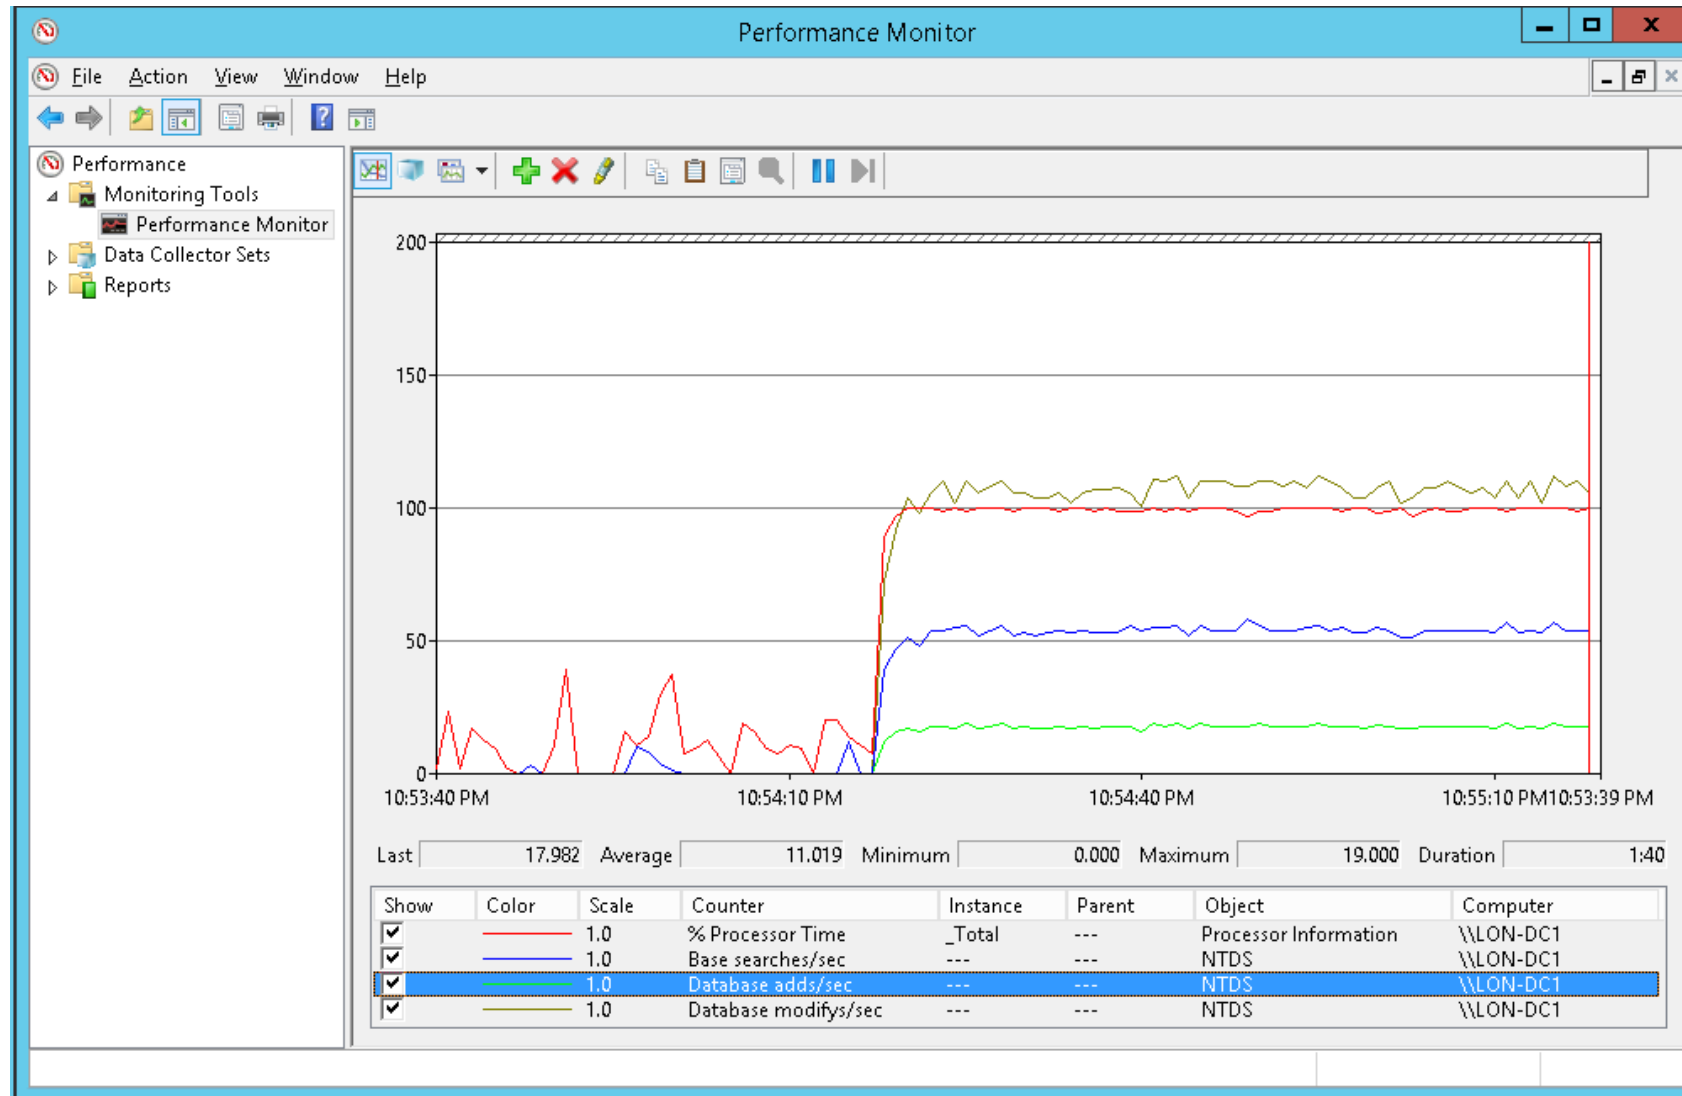 Performance Monitor
File Action View Window Help
Performance
Monitoring Tools
Performance Monitor
Data Collector Sets
Reports
200
150
100
50
0
10:53:40 PM 10:54:10 PM 10:54:40 PM 10:55:10 PM 10:53:39 PM
Last 17.982 Average 11.019 Minimum 0.000 Maximum 19.000 Duration 1:40
Show Color Scale Counter Instance Parent Object Computer
1.0 % Processor Time _Total --- Processor Information \\LON-DC1
1.0 Base searches/sec --- --- NTDS \\LON-DC1
1.0 Database adds/sec --- --- NTDS \\LON-DC1
1.0 Database modifys/sec --- --- NTDS \\LON-DC1